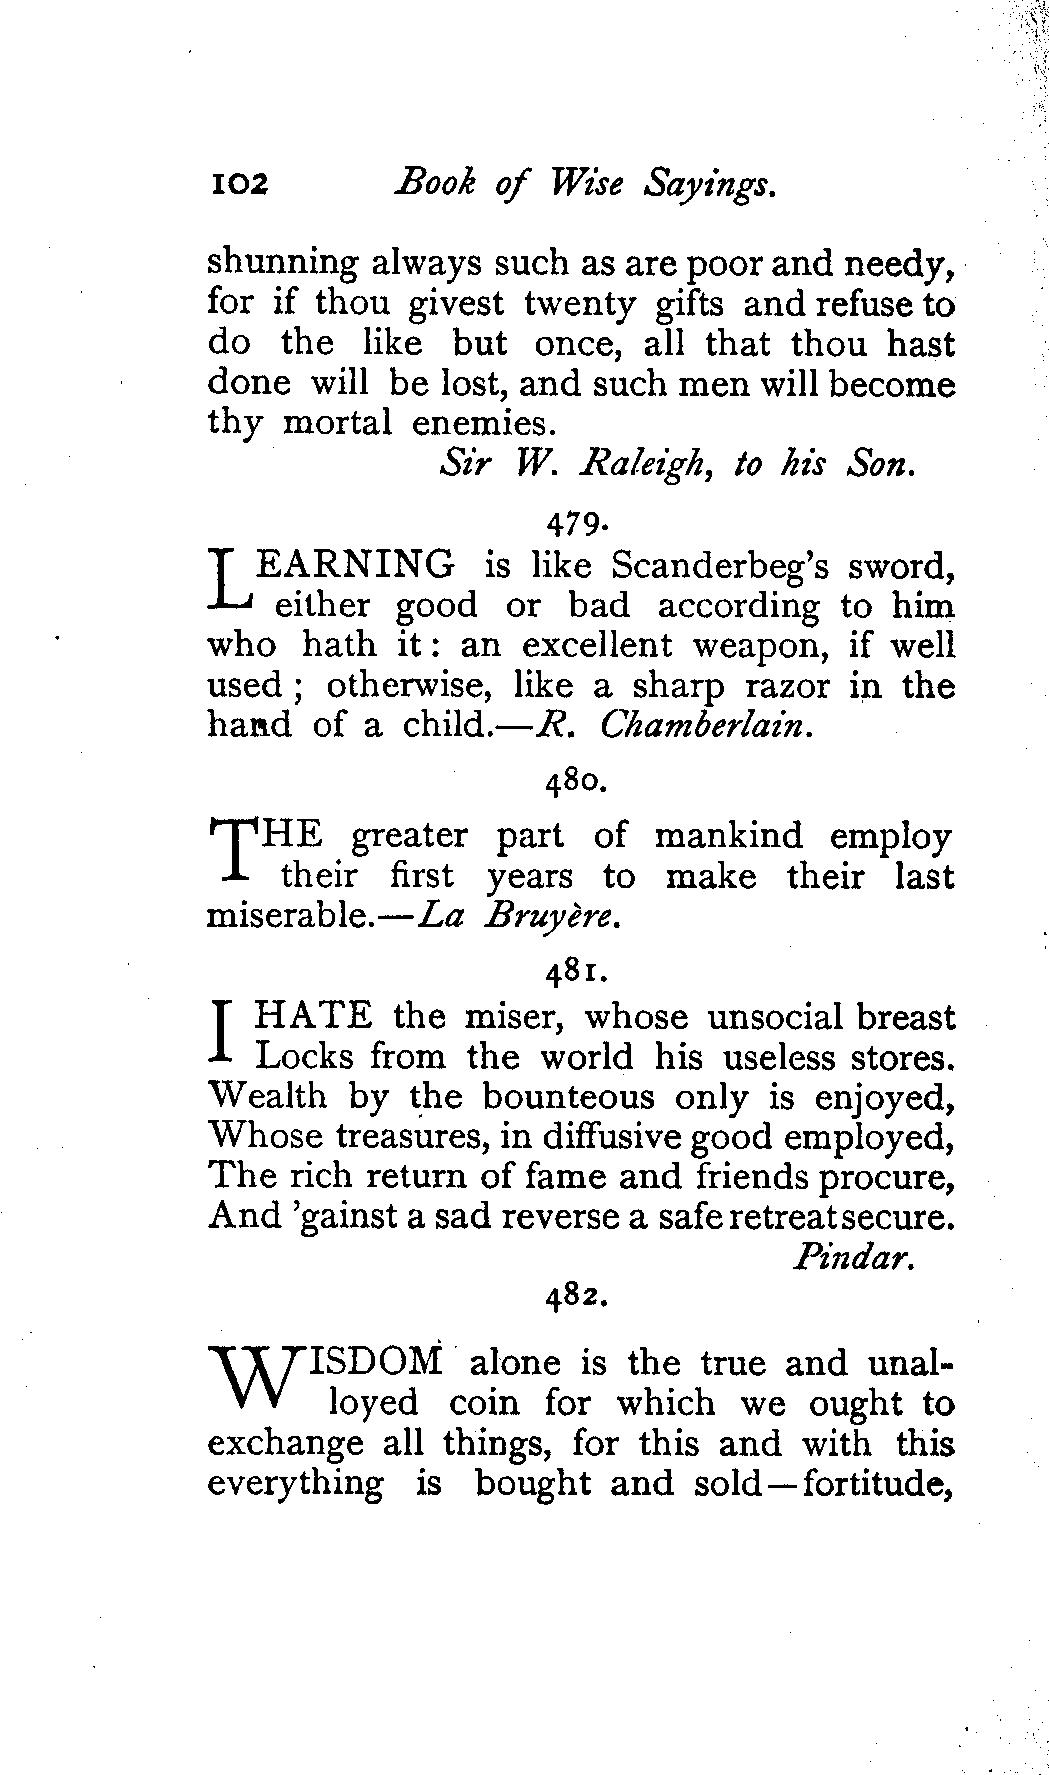 102 Book of Wise Sayings.
shunning always such as are poor and needy,
for if thou givest twenty gifts and refuse to
do the like but once, all that thou hast
done will be lost, and such men will become
thy mortal enemies.
Sir W. Raleigh, to his Son.
479.
LEARNING is like Scanderbeg's sword,
either good or bad according to him
who hath it: an excellent weapon, if well
used; otherwise, like a sharp razor in the
hand of a child.—R. Chamberlain.
480.
THE greater part of mankind employ
their first years to make their last
miserable.—La Bruyère.
481.
I HATE the miser, whose unsocial breast
Locks from the world his useless stores.
Wealth by the bounteous only is enjoyed,
Whose treasures, in diffusive good employed,
The rich return of fame and friends procure,
And 'gainst a sad reverse a safe retreat secure.
Pindar.
482.
WISDOM alone is the true and unal-
loyed coin for which we ought to
exchange all things, for this and with this
everything is bought and sold—fortitude,